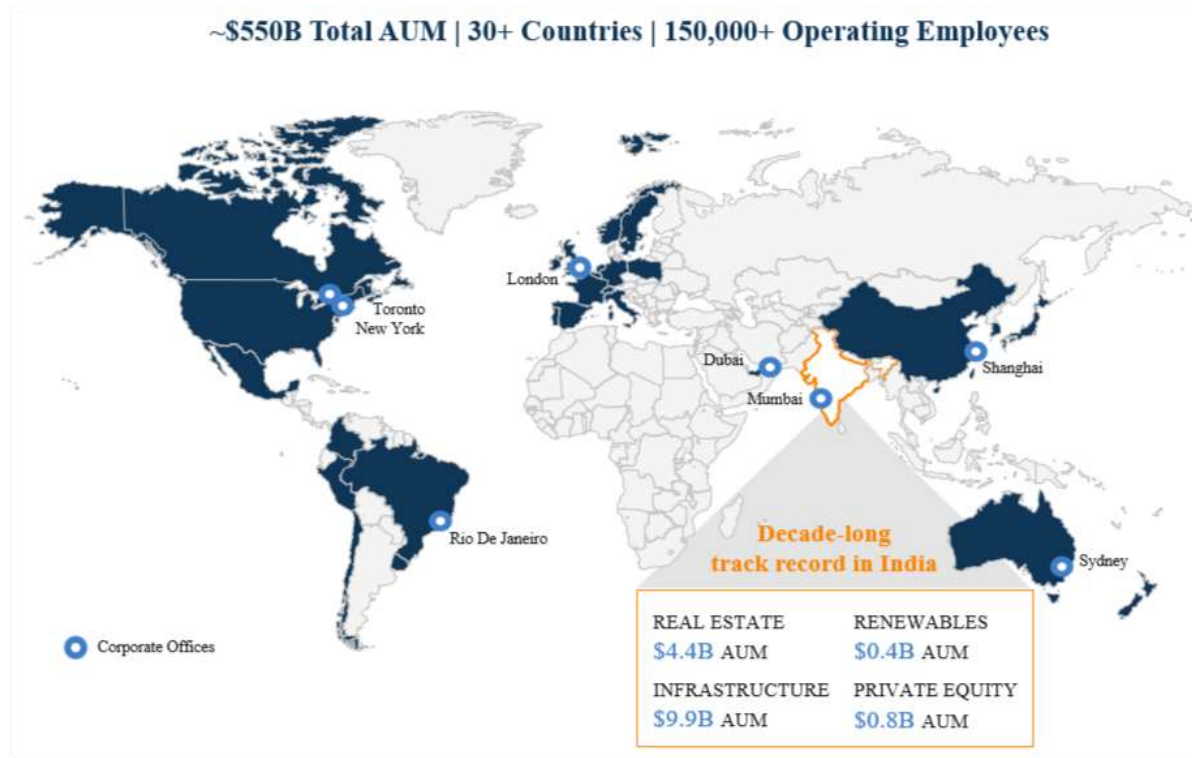 ~$550B Total AUM | 30+ Countries | 150,000+ Operating Employees
London
Toronto
New York
Dubai
Mumbai
Shanghai
Rio De Janeiro
Sydney
Decade-long
track record in India
Corporate Offices
REAL ESTATE
$4.4B AUM
RENEWABLES
$0.4B AUM
INFRASTRUCTURE
$9.9B AUM
PRIVATE EQUITY
$0.8B AUM